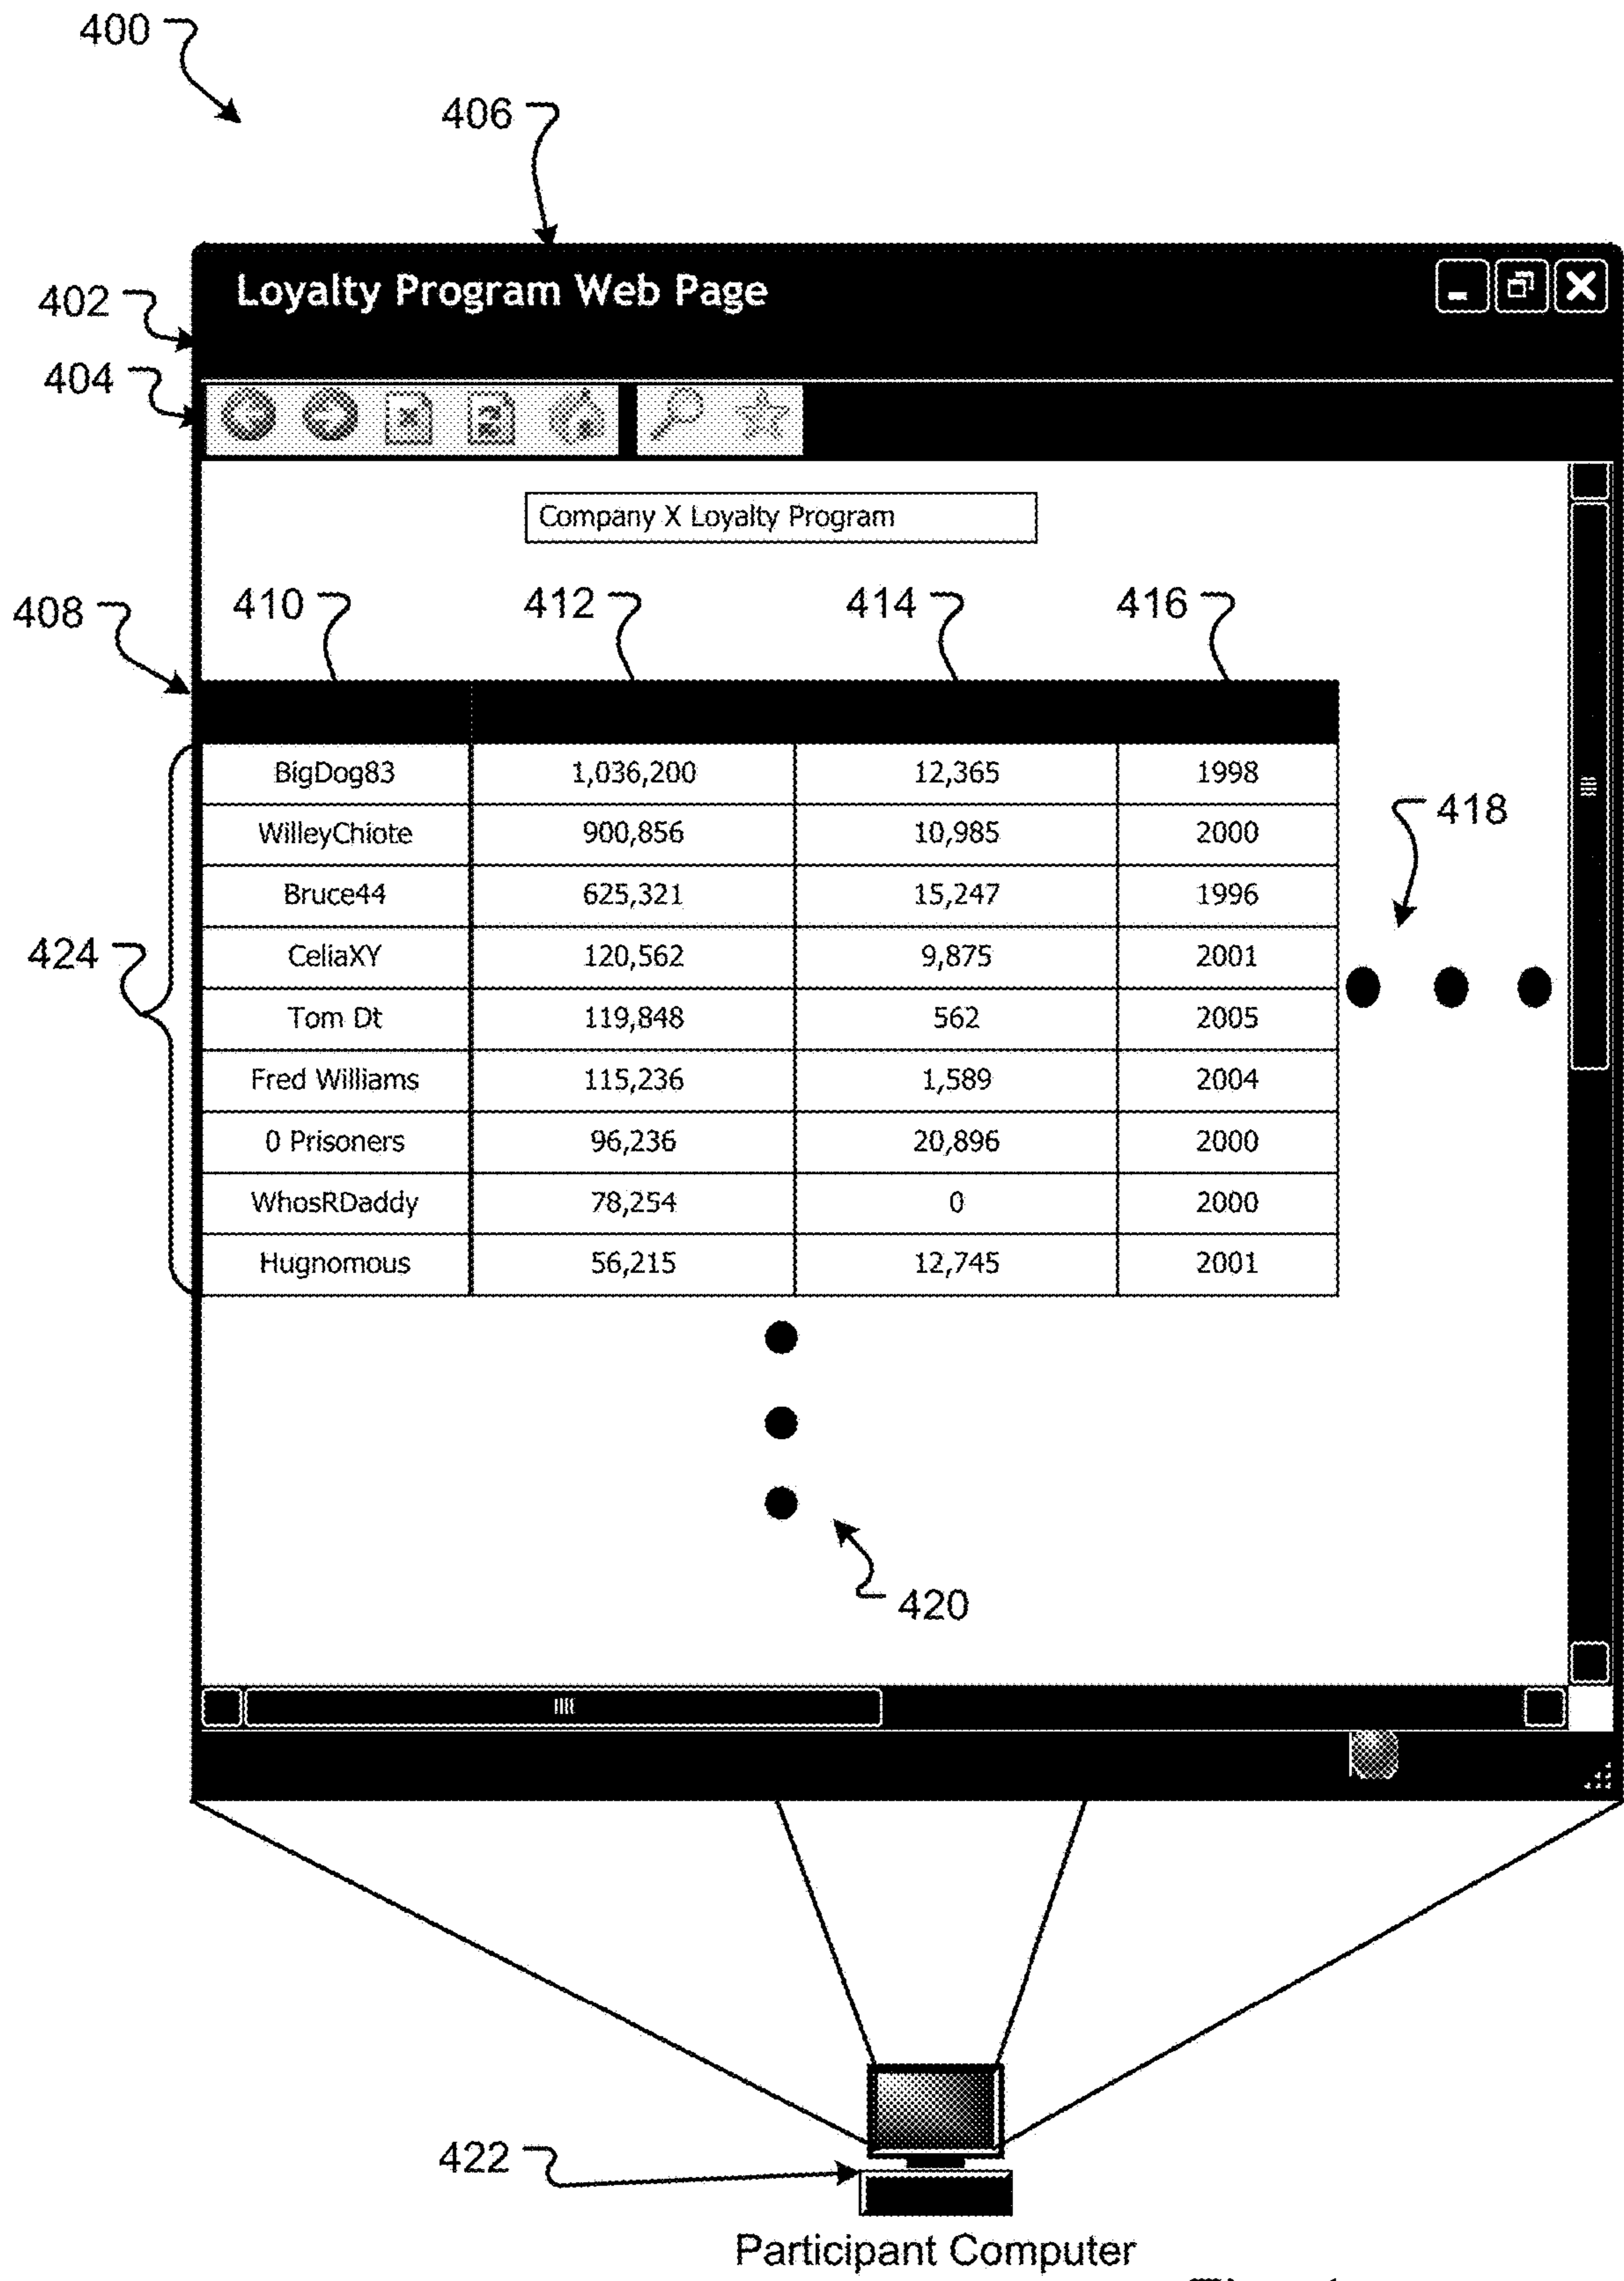 400
406
Loyalty Program Web Page
402
404
Company X Loyalty Program
408 410 412 414 416
BigDog83 1,036,200 12,365 1998
WilleyChiote 900,856 10,985 2000
418
Bruce44 625,321 15,247 1996
424
CeliaXY 120,562 9,875 2001
Tom Dt 119,848 562 2005
Fred Williams 115,236 1,589 2004
0 Prisoners 96,236 20,896 2000
WhosRDaddy 78,254 0 2000
Hugnomous 56,215 12,745 2001
420
422
Participant Computer